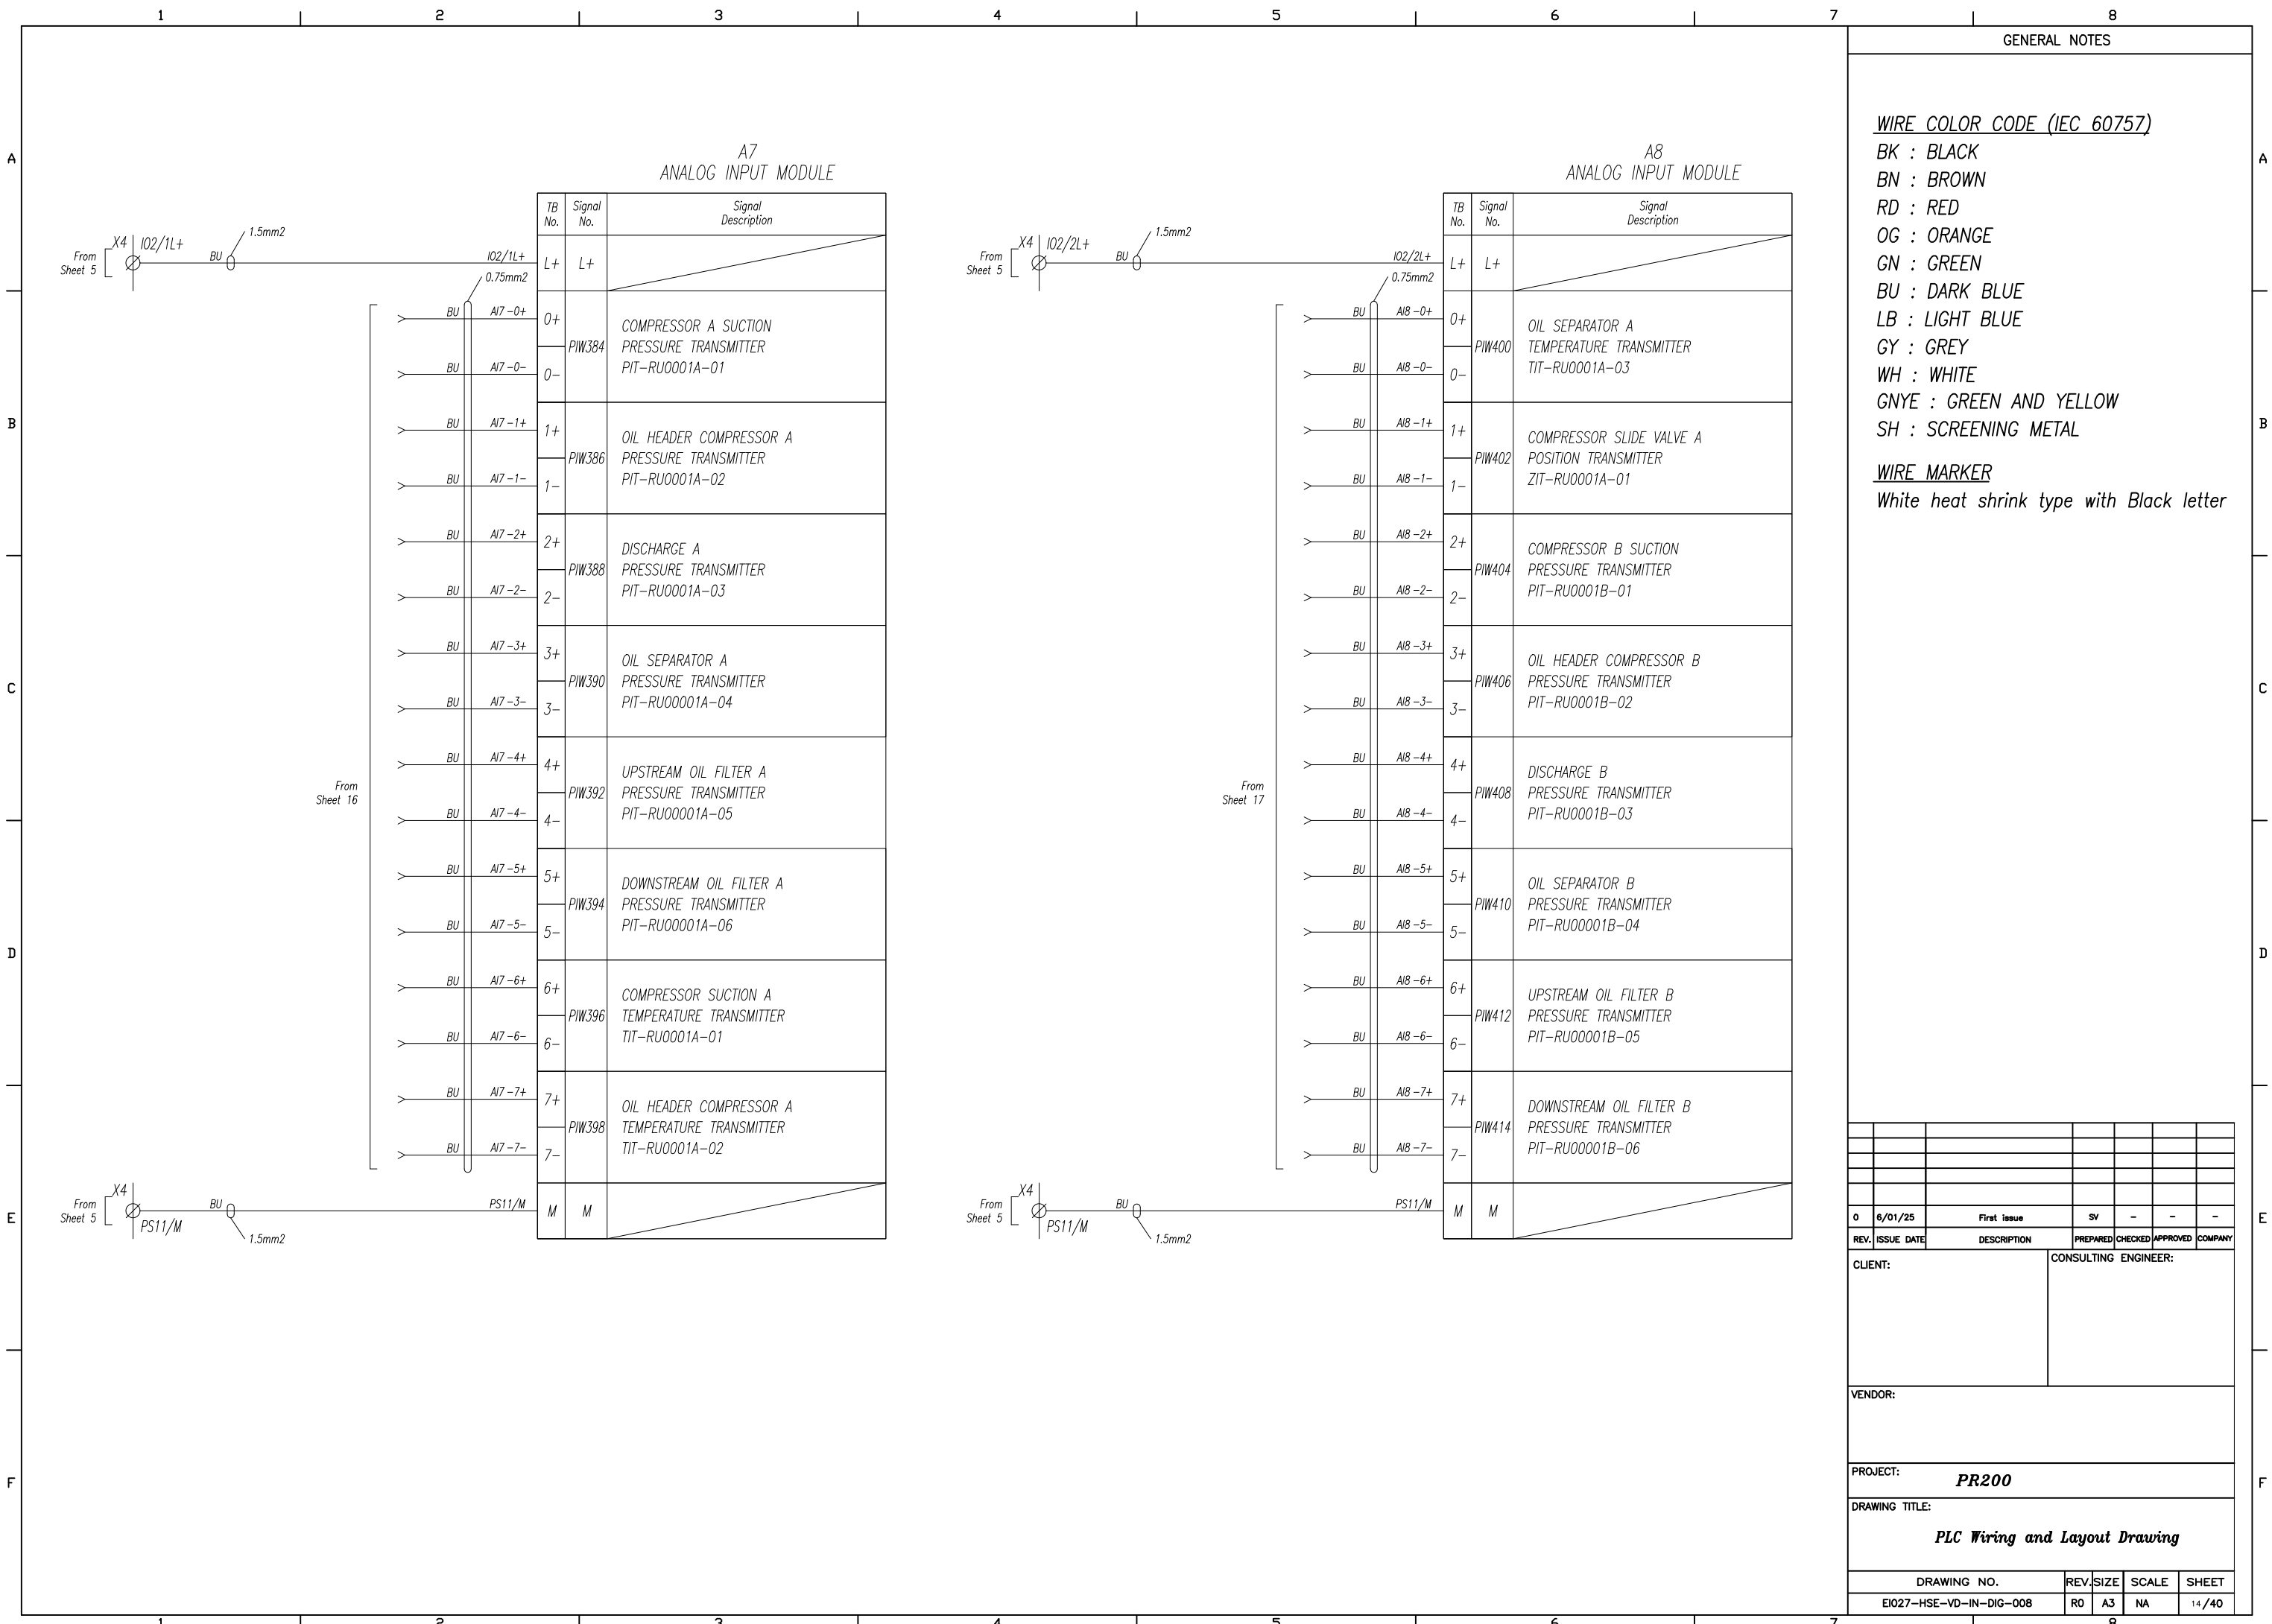 1 2 3 4 5 6 7 8
GENERAL NOTES
WIRE COLOR CODE (IEC 60757)
BK : BLACK
BN : BROWN
RD : RED
OG : ORANGE
GN : GREEN
BU : DARK BLUE
LB : LIGHT BLUE
GY : GREY
WH : WHITE
GNYE : GREEN AND YELLOW
SH : SCREENING METAL
WIRE MARKER
White heat shrink type with Black letter
A
B
C
D
E
F
A7
ANALOG INPUT MODULE
TB No. Signal No. Signal Description
From Sheet 5 X4 IO2/1L+ BU 1.5mm2 IO2/1L+ L+ L+
0.75mm2
From Sheet 16
BU AI7-0+ 0+
COMPRESSOR A SUCTION
PIW384 PRESSURE TRANSMITTER
PIT-RU0001A-01
BU AI7-0- 0-
BU AI7-1+ 1+
OIL HEADER COMPRESSOR A
PIW386 PRESSURE TRANSMITTER
PIT-RU0001A-02
BU AI7-1- 1-
BU AI7-2+ 2+
DISCHARGE A
PIW388 PRESSURE TRANSMITTER
PIT-RU0001A-03
BU AI7-2- 2-
BU AI7-3+ 3+
OIL SEPARATOR A
PIW390 PRESSURE TRANSMITTER
PIT-RU00001A-04
BU AI7-3- 3-
BU AI7-4+ 4+
UPSTREAM OIL FILTER A
PIW392 PRESSURE TRANSMITTER
PIT-RU00001A-05
BU AI7-4- 4-
BU AI7-5+ 5+
DOWNSTREAM OIL FILTER A
PIW394 PRESSURE TRANSMITTER
PIT-RU00001A-06
BU AI7-5- 5-
BU AI7-6+ 6+
COMPRESSOR SUCTION A
PIW396 TEMPERATURE TRANSMITTER
TIT-RU0001A-01
BU AI7-6- 6-
BU AI7-7+ 7+
OIL HEADER COMPRESSOR A
PIW398 TEMPERATURE TRANSMITTER
TIT-RU0001A-02
BU AI7-7- 7-
From Sheet 5 X4 PS11/M BU 1.5mm2 PS11/M M M
A8
ANALOG INPUT MODULE
TB No. Signal No. Signal Description
From Sheet 5 X4 IO2/2L+ BU 1.5mm2 IO2/2L+ L+ L+
0.75mm2
From Sheet 17
BU AI8-0+ 0+
OIL SEPARATOR A
PIW400 TEMPERATURE TRANSMITTER
TIT-RU0001A-03
BU AI8-0- 0-
BU AI8-1+ 1+
COMPRESSOR SLIDE VALVE A
PIW402 POSITION TRANSMITTER
ZIT-RU0001A-01
BU AI8-1- 1-
BU AI8-2+ 2+
COMPRESSOR B SUCTION
PIW404 PRESSURE TRANSMITTER
PIT-RU0001B-01
BU AI8-2- 2-
BU AI8-3+ 3+
OIL HEADER COMPRESSOR B
PIW406 PRESSURE TRANSMITTER
PIT-RU0001B-02
BU AI8-3- 3-
BU AI8-4+ 4+
DISCHARGE B
PIW408 PRESSURE TRANSMITTER
PIT-RU0001B-03
BU AI8-4- 4-
BU AI8-5+ 5+
OIL SEPARATOR B
PIW410 PRESSURE TRANSMITTER
PIT-RU00001B-04
BU AI8-5- 5-
BU AI8-6+ 6+
UPSTREAM OIL FILTER B
PIW412 PRESSURE TRANSMITTER
PIT-RU00001B-05
BU AI8-6- 6-
BU AI8-7+ 7+
DOWNSTREAM OIL FILTER B
PIW414 PRESSURE TRANSMITTER
PIT-RU00001B-06
BU AI8-7- 7-
From Sheet 5 X4 PS11/M BU 1.5mm2 PS11/M M M
A
B
C
D
E
F
0 6/01/25 First issue SV - - -
REV. ISSUE DATE DESCRIPTION PREPARED CHECKED APPROVED COMPANY
CLIENT: CONSULTING ENGINEER:
VENDOR:
PROJECT: PR200
DRAWING TITLE:
PLC Wiring and Layout Drawing
DRAWING NO. REV. SIZE SCALE SHEET
EI027-HSE-VD-IN-DIG-008 R0 A3 NA 14/40
1 2 3 4 5 6 7 8